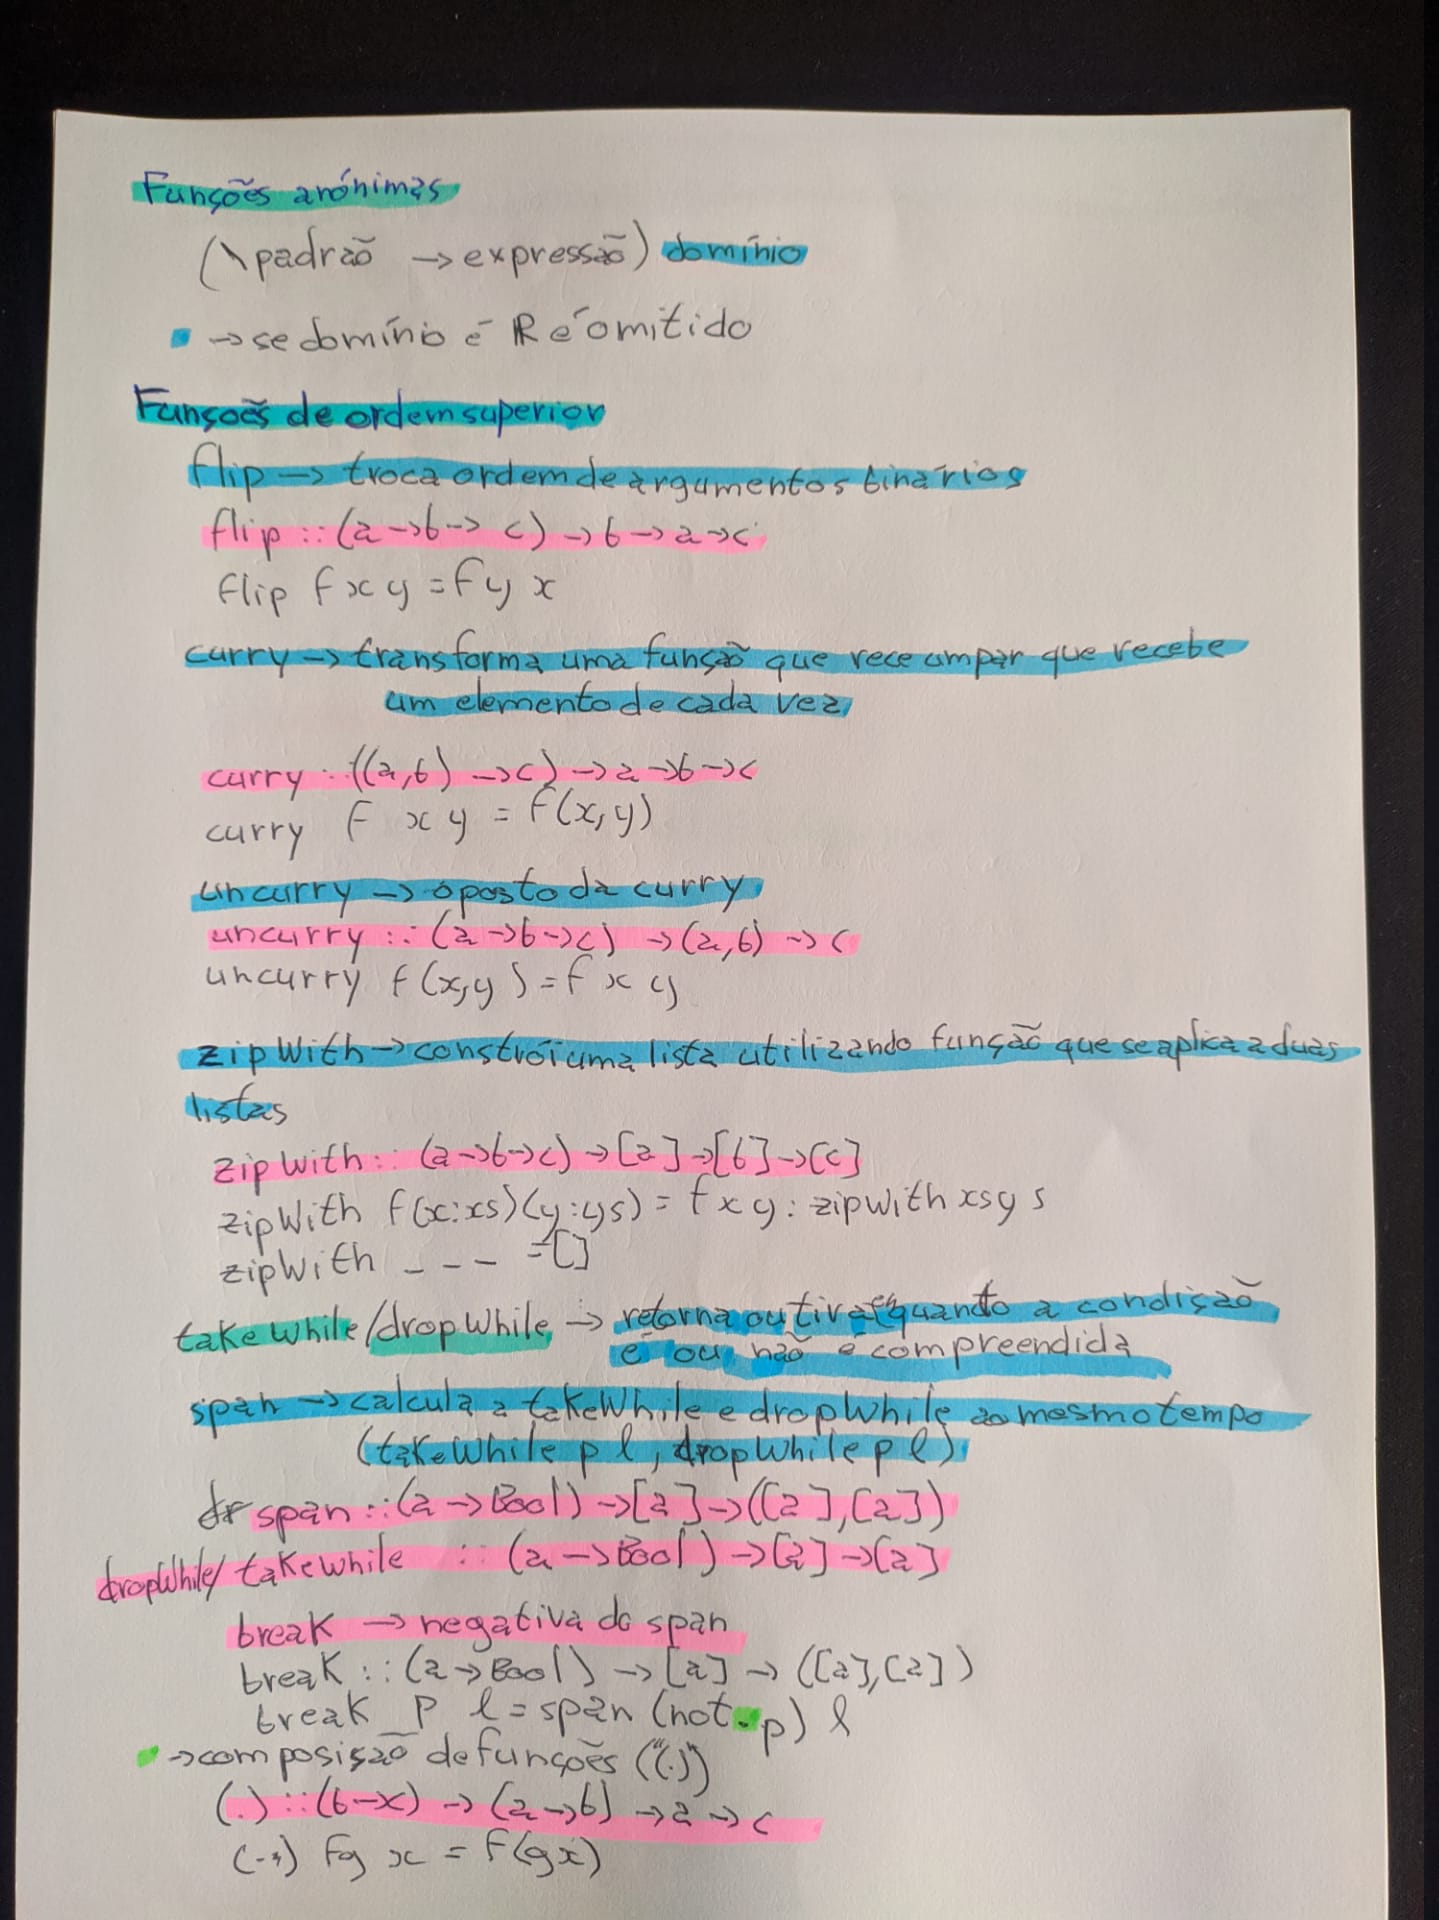 Funções anónimas
(\padrão → expressão) domínio
→ se domínio é ℝ é omitido
Funções de ordem superior
flip → troca ordem de argumentos binários
flip :: (a → b → c) → b → a → c
flip f x y = f y x
curry → transforma uma função que rece um par que recebe
um elemento de cada vez
curry : ((a,b) → c) → a → b → c
curry f x y = f(x,y)
uncurry → oposto da curry
uncurry :: (a → b → c) → (a,b) → c
uncurry f (x,y) = f x y
zipWith → constrói uma lista utilizando função que se aplica a duas
listas
zipWith :: (a → b → c) → [a] → [b] → [c]
zipWith f (x:xs) (y:ys) = f x y : zipWith xs ys
zipWith _ _ _ = []
takeWhile/dropWhile → retorna ou tira enquanto a condição
é ou não é compreendida
span → calcula a takeWhile e dropWhile ao mesmo tempo
(takeWhile p l, dropWhile p l)
span :: (a → Bool) → [a] → ([a],[a])
dropWhile/takeWhile :: (a → Bool) → [a] → [a]
break → negativa do span
break :: (a → Bool) → [a] → ([a],[a])
break p l = span (not . p) l
→ composição de funções ("(.)")
(.) :: (b → c) → (a → b) → a → c
(.) f g x = f(g x)